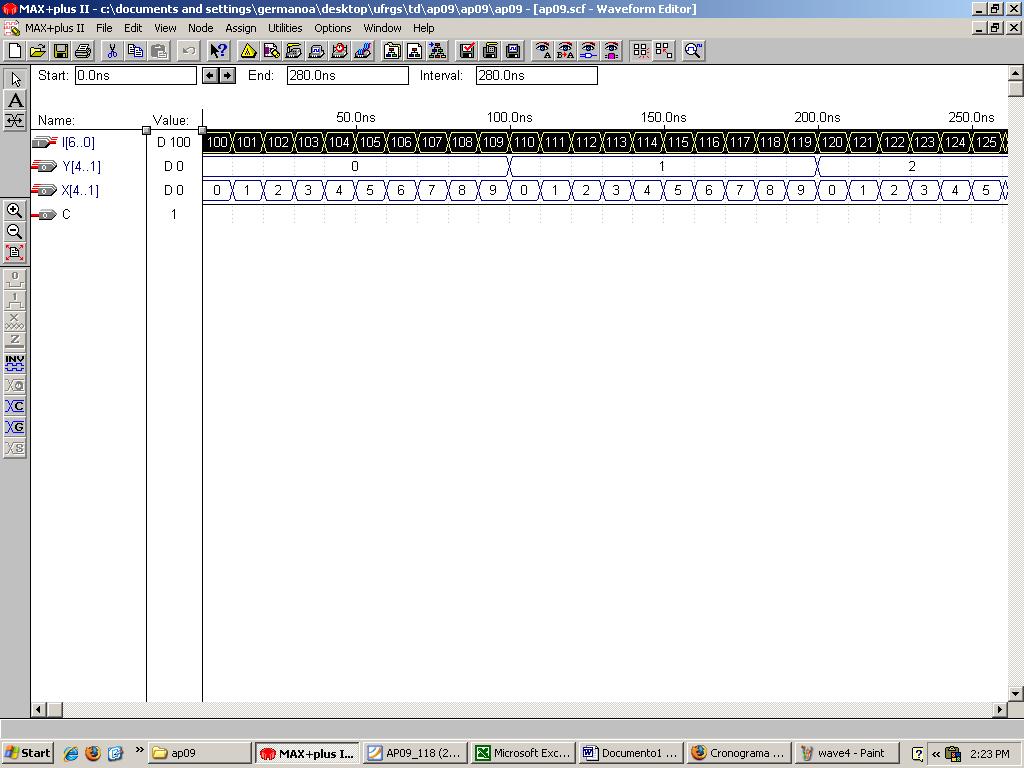 MAX+plus II - c:\documents and settings\germanoa\desktop\ufrgs\td\ap09\ap09\ap09 - [ap09.scf - Waveform Editor]
MAX+plus II File Edit View Node Assign Utilities Options Window Help
Start: 0.0ns End: 280.0ns Interval: 280.0ns
Name: Value: 50.0ns 100.0ns 150.0ns 200.0ns 250.0ns
I[6..0] D 100 100 101 102 103 104 105 106 107 108 109 110 111 112 113 114 115 116 117 118 119 120 121 122 123 124 125
Y[4..1] D 0 0 1 2
X[4..1] D 0 0 1 2 3 4 5 6 7 8 9 0 1 2 3 4 5 6 7 8 9 0 1 2 3 4 5
C 1
A
0
1
X
Z
INV
XC
XG
XS
Start » ap09 MAX+plus I... AP09_118 (2... Microsoft Exc... Documento1 ... Cronograma ... wave4 - Paint « 2:23 PM